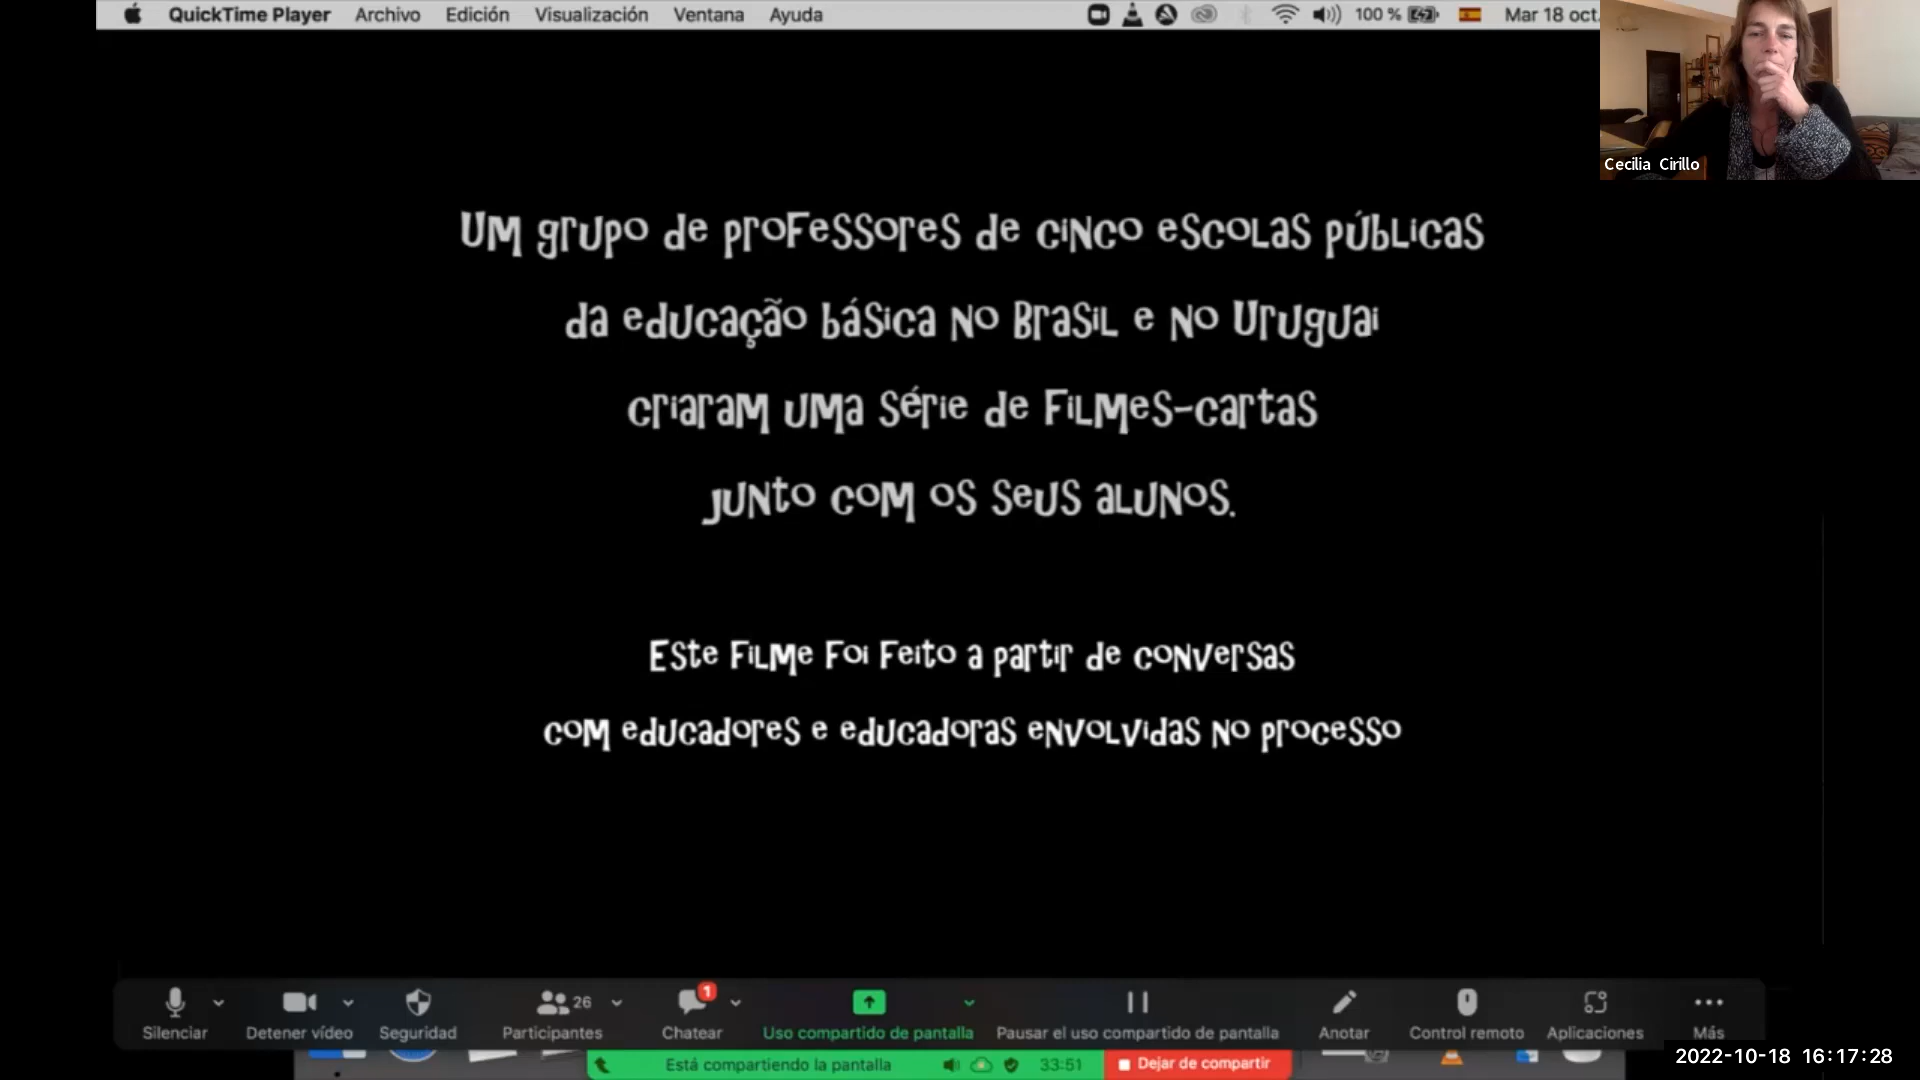 QuickTime Player Archivo Edición Visualización Ventana Ayuda 100 % Mar 18 oct.
Cecilia Cirillo
Um grupo de professores de cinco escolas públicas
da educação básica no Brasil e no Uruguai
criaram uma série de filmes-cartas
junto com os seus alunos.
Este filme foi feito a partir de conversas
com educadores e educadoras envolvidas no processo
26
1
Silenciar Detener vídeo Seguridad Participantes Chatear Uso compartido de pantalla Pausar el uso compartido de pantalla Anotar Control remoto Aplicaciones Más
Está compartiendo la pantalla 33:51 Dejar de compartir
2022-10-18 16:17:28